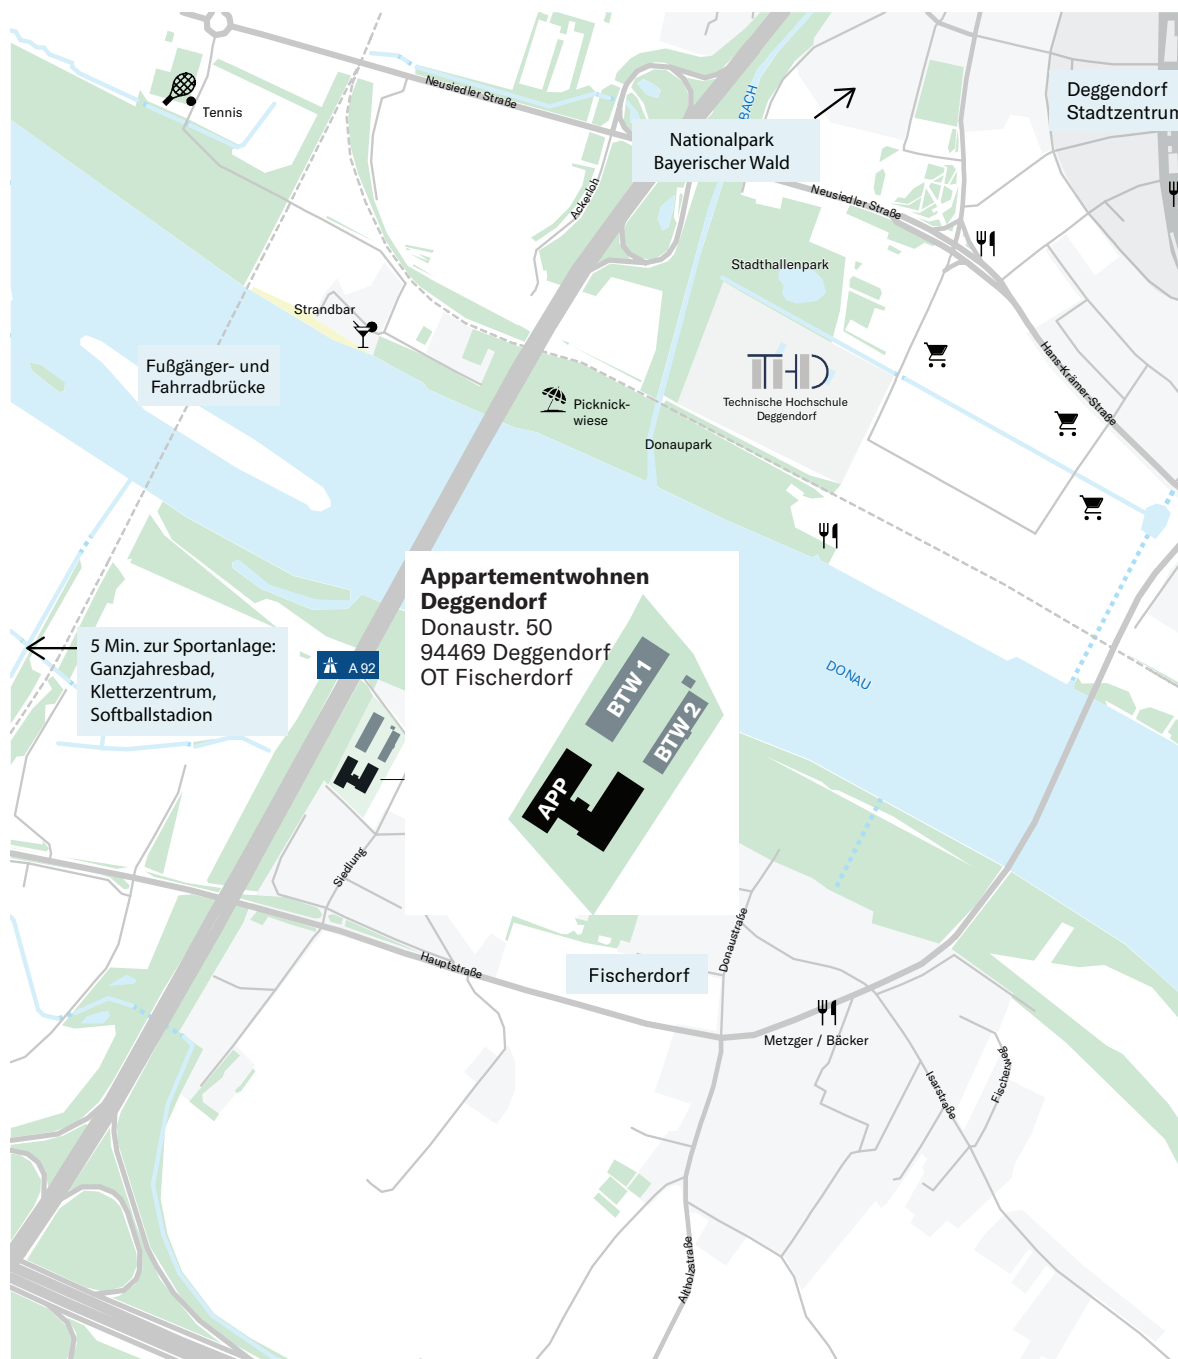 Neusiedler Straße
Tennis
BACH
Nationalpark
Bayerischer Wald
Deggendorf
Stadtzentrum
Ackerloh
Neusiedler Straße
Stadthallenpark
Strandbar
Fußgänger- und
Fahrradbrücke
Picknick-
wiese
THD
Technische Hochschule
Deggendorf
Hans-Krämer-Straße
Donaupark
Appartementwohnen
Deggendorf
Donaustr. 50
94469 Deggendorf
OT Fischerdorf
BTW 1
BTW 2
APP
5 Min. zur Sportanlage:
Ganzjahresbad,
Kletterzentrum,
Softballstadion
A 92
DONAU
Siedlung
Hauptstraße
Donaustraße
Fischerdorf
Metzger / Bäcker
Isarstraße
Fischerweg
Altholzstraße